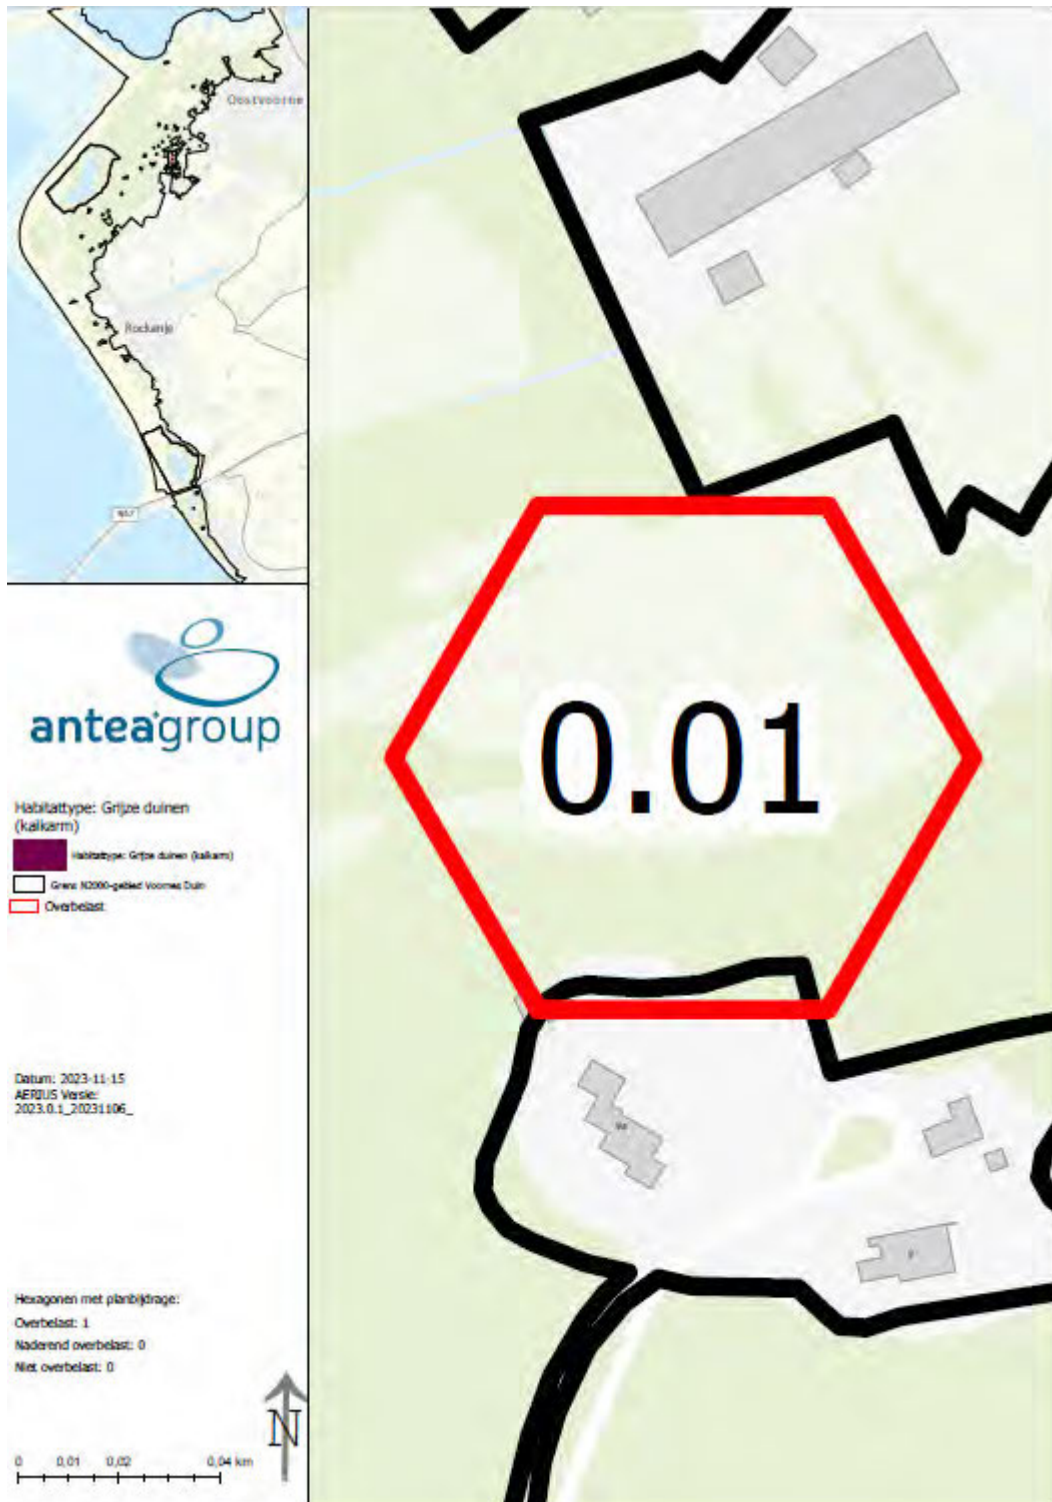 Oostvoorne
Rockanje
N57
anteagroup
Habitattype: Grijze duinen
(kalkarm)
Habitattype: Grijze duinen (kalkarm)
Grens N2000-gebied Voornes Duin
Overbelast
Datum: 2023-11-15
AERIUS Versie:
2023.0.1_20231106_
Hexagonen met planbijdrage:
Overbelast: 1
Naderend overbelast: 0
Niet overbelast: 0
N
0 0,01 0,02 0,04 km
0.01